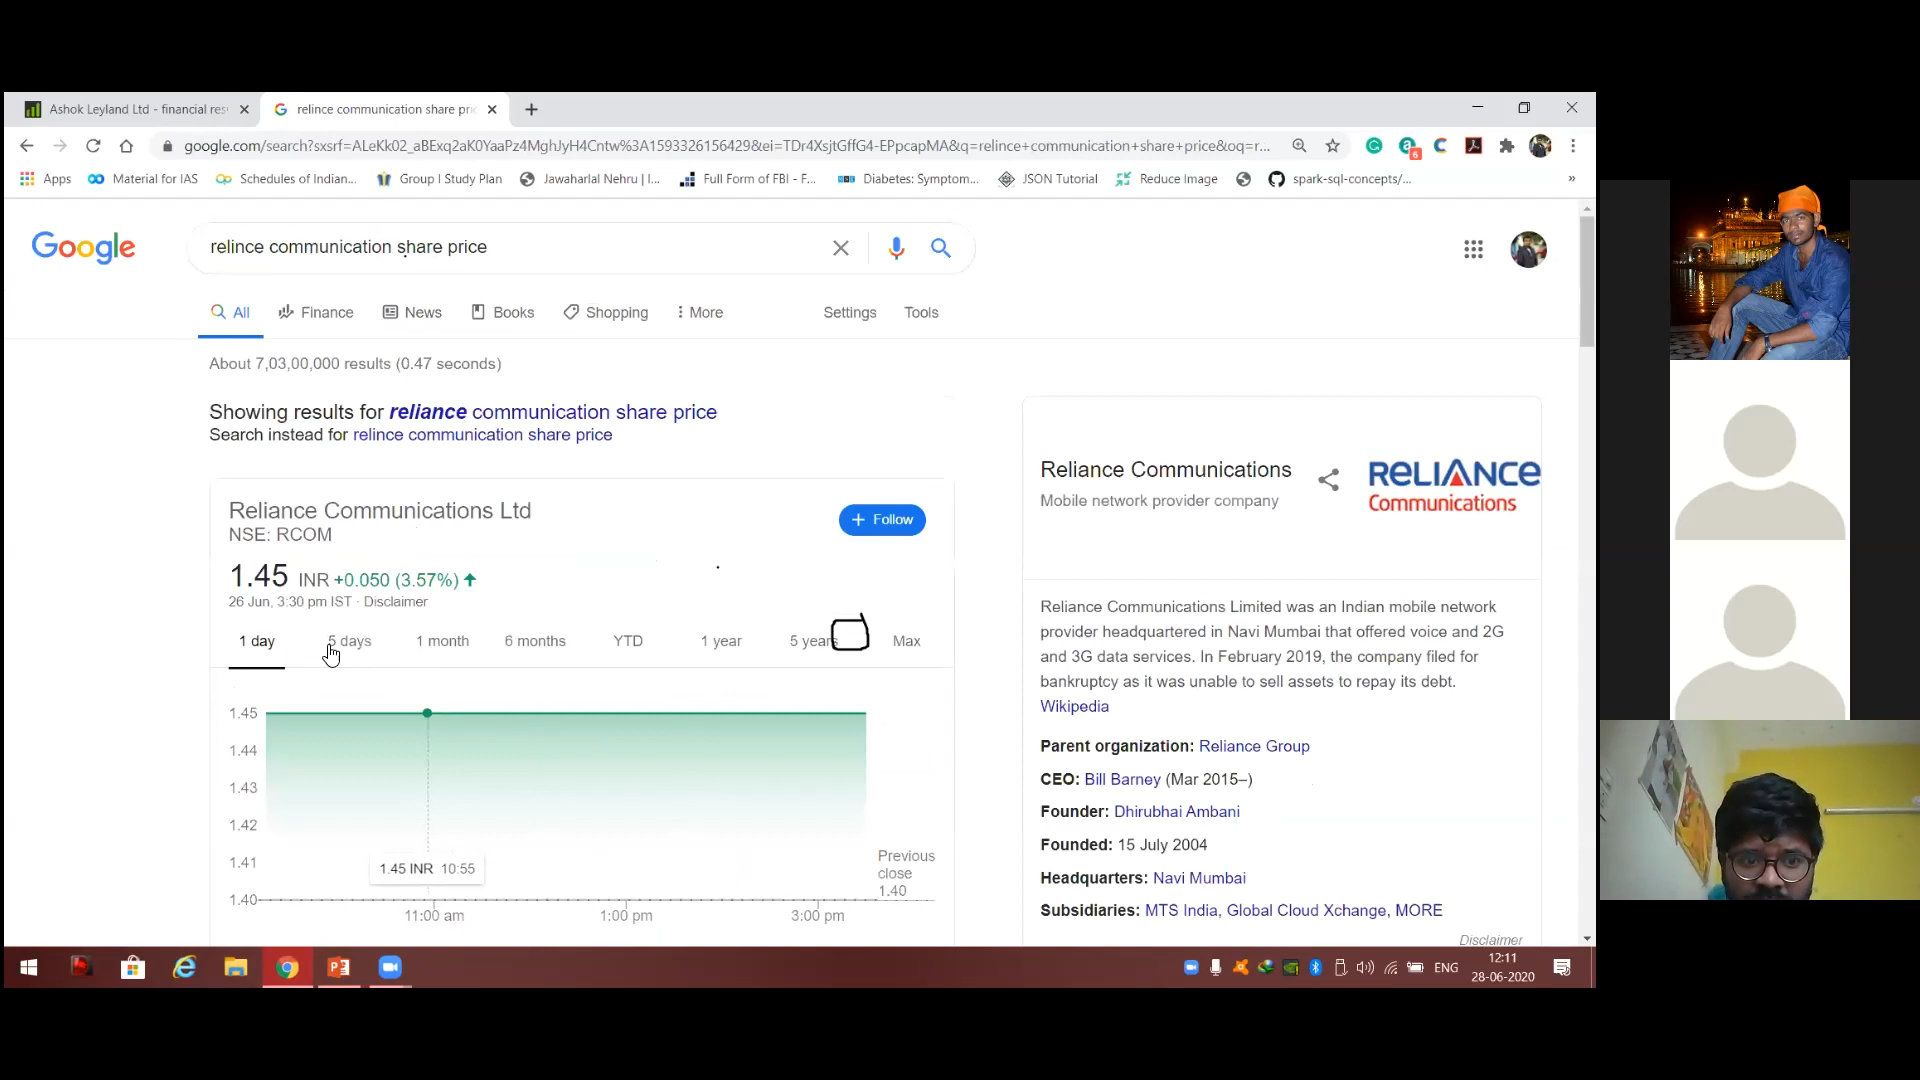 Ashok Leyland Ltd - financial res
relince communication share pric
google.com/search?sxsrf=ALeKk02_aBExq2aK0YaaPz4MghJyH4Cntw%3A1593326156429&ei=TDr4XsjtGffG4-EPpcapMA&q=relince+communication+share+price&oq=r...
6
Apps
Material for IAS
Schedules of Indian...
Group I Study Plan
Jawaharlal Nehru | I...
Full Form of FBI - F...
Diabetes: Symptom...
JSON Tutorial
Reduce Image
spark-sql-concepts/...
»
Google
relince communication share price
All
Finance
News
Books
Shopping
More
Settings
Tools
About 7,03,00,000 results (0.47 seconds)
Showing results for reliance communication share price
Search instead for relince communication share price
Reliance Communications Ltd
NSE: RCOM
+ Follow
1.45 INR +0.050 (3.57%)
26 Jun, 3:30 pm IST · Disclaimer
1 day
5 days
1 month
6 months
YTD
1 year
5 years
Max
1.45
1.44
1.43
1.42
1.41
1.40
1.45 INR 10:55
Previous
close
1.40
11:00 am
1:00 pm
3:00 pm
Reliance Communications
Mobile network provider company
RELIANCE
Communications
Reliance Communications Limited was an Indian mobile network
provider headquartered in Navi Mumbai that offered voice and 2G
and 3G data services. In February 2019, the company filed for
bankruptcy as it was unable to sell assets to repay its debt.
Wikipedia
Parent organization: Reliance Group
CEO: Bill Barney (Mar 2015–)
Founder: Dhirubhai Ambani
Founded: 15 July 2004
Headquarters: Navi Mumbai
Subsidiaries: MTS India, Global Cloud Xchange, MORE
Disclaimer
ENG
12:11
28-06-2020